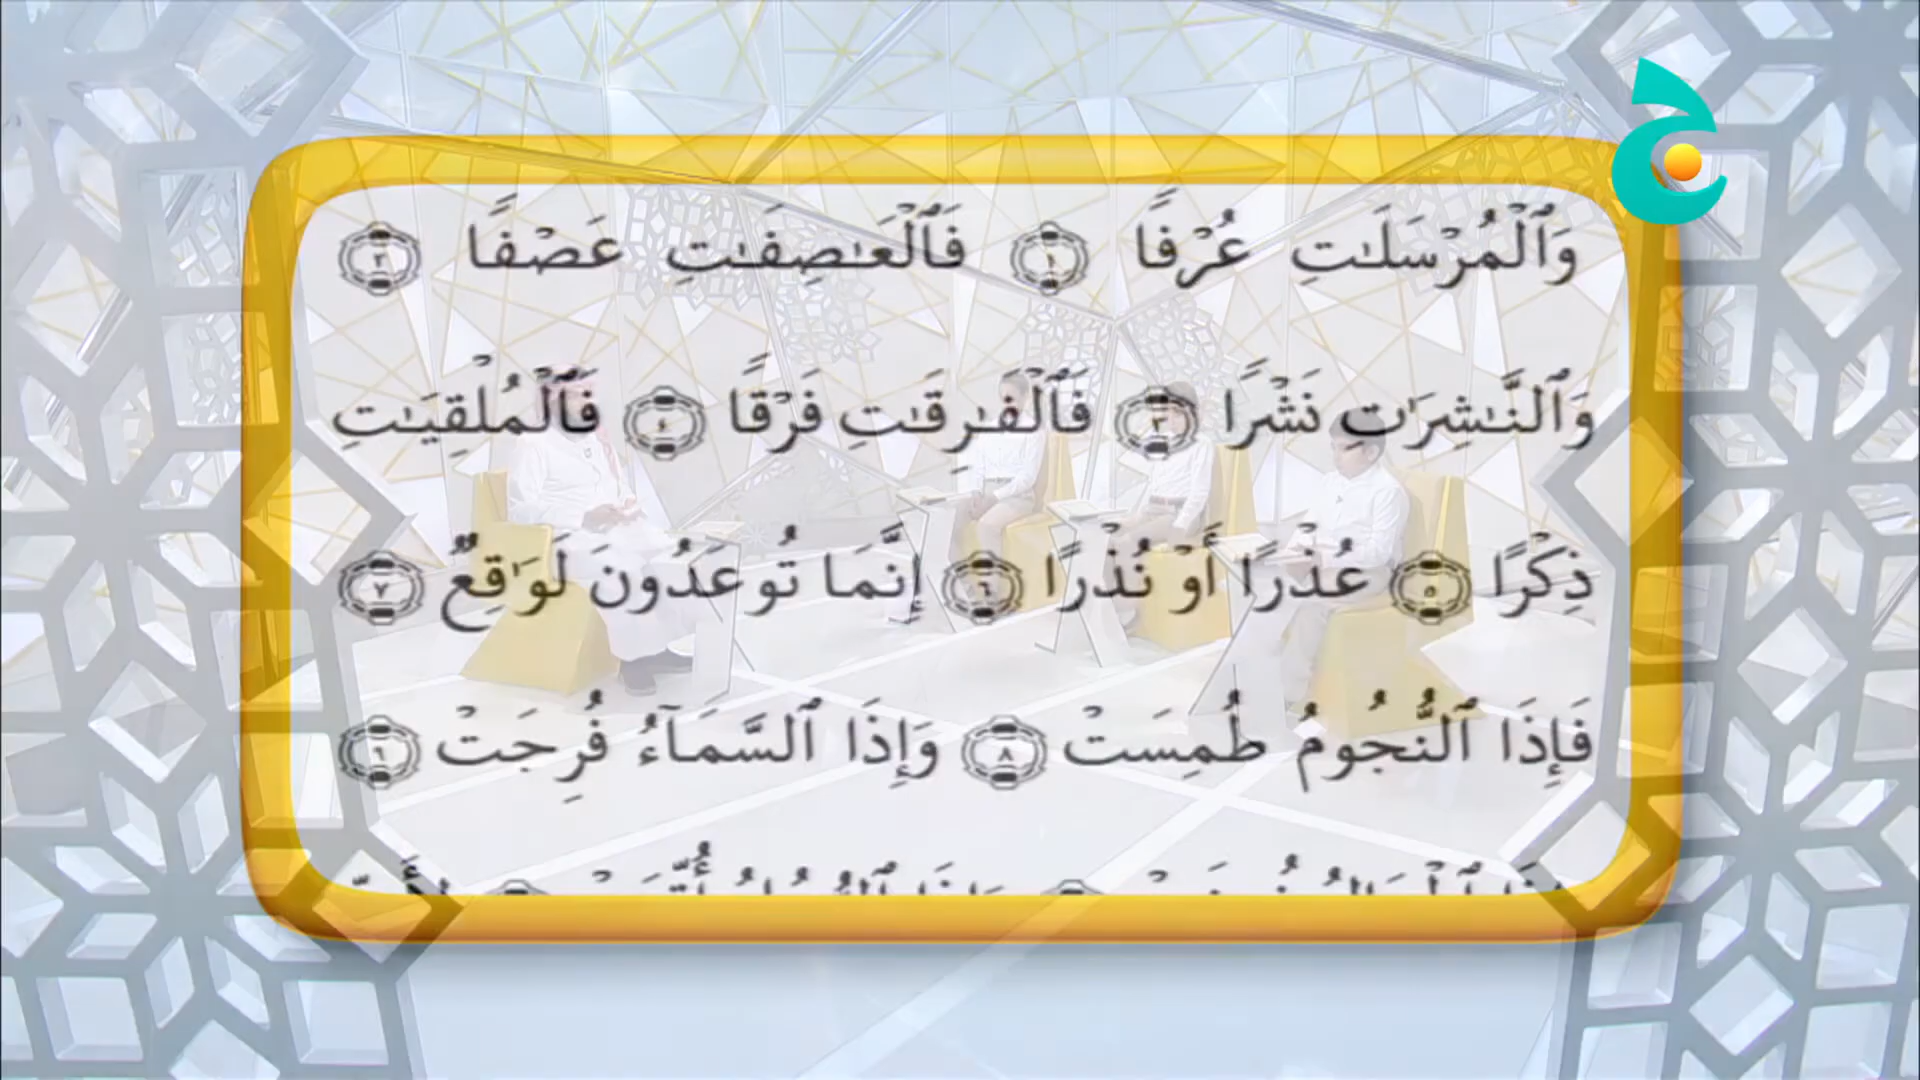 وَٱلْمُرْسَلَـٰتِ عُرْفًا ١ فَٱلْعَـٰصِفَـٰتِ عَصْفًا ٢
وَٱلنَّـٰشِرَٰتِ نَشْرًا ٣ فَٱلْفَـٰرِقَـٰتِ فَرْقًا ٤ فَٱلْمُلْقِيَـٰتِ
ذِكْرًا ٥ عُذْرًا أَوْ نُذْرًا ٦ إِنَّمَا تُوعَدُونَ لَوَٰقِعٌ ٧
فَإِذَا ٱلنُّجُومُ طُمِسَتْ ٨ وَإِذَا ٱلسَّمَآءُ فُرِجَتْ ٩